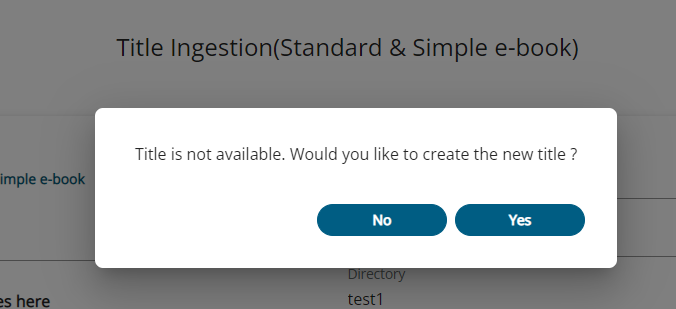 Title Ingestion(Standard & Simple e-book)
Title is not available. Would you like to create the new title ?
imple e-book
No Yes
Directory
es here
test1